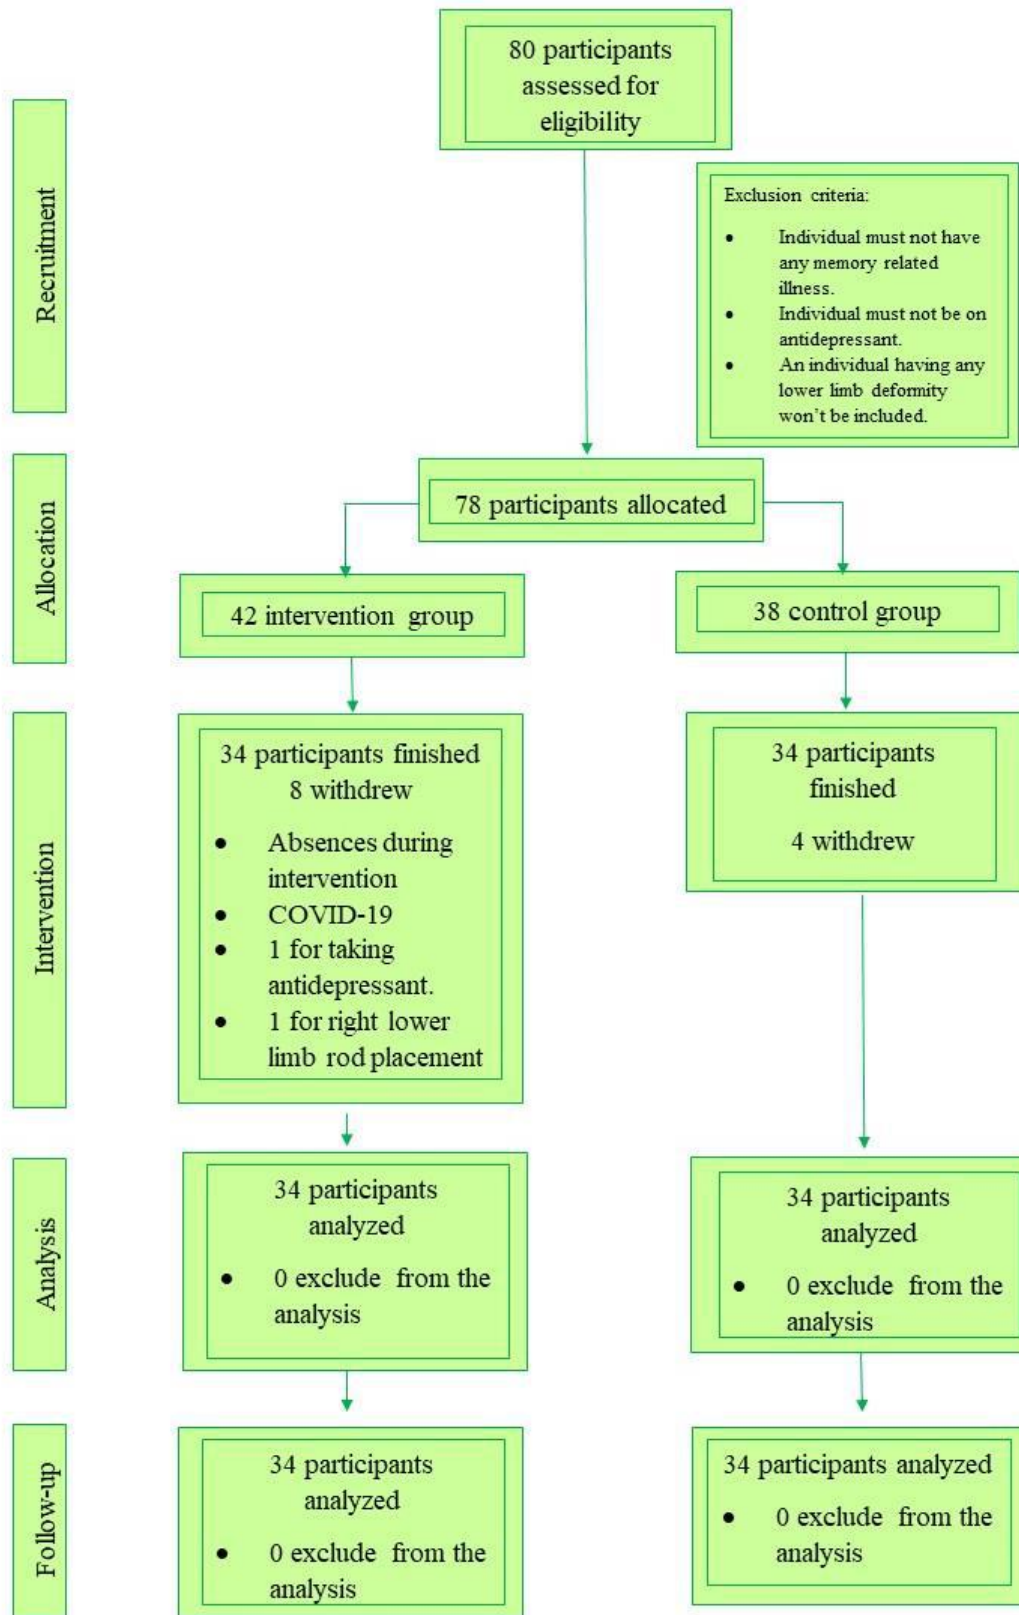 80 participants
assessed for
eligibility
Recruitment
Exclusion criteria:
• Individual must not have
any memory related
illness.
• Individual must not be on
antidepressant.
• An individual having any
lower limb deformity
won't be included.
Allocation
78 participants allocated
42 intervention group
38 control group
Intervention
34 participants finished
8 withdrew
• Absences during
intervention
• COVID-19
• 1 for taking
antidepressant.
• 1 for right lower
limb rod placement
34 participants
finished
4 withdrew
Analysis
34 participants
analyzed
• 0 exclude from the
analysis
34 participants
analyzed
• 0 exclude from the
analysis
Follow-up
34 participants
analyzed
• 0 exclude from the
analysis
34 participants analyzed
• 0 exclude from the
analysis